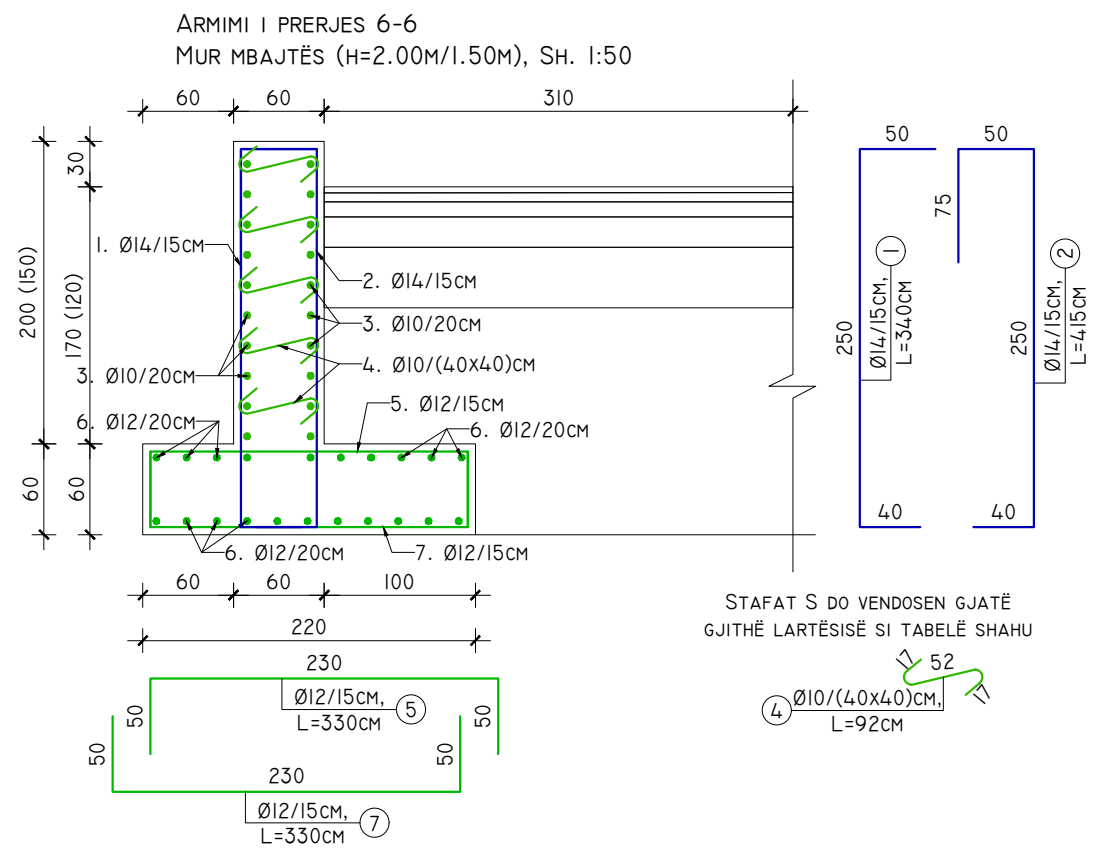 ARMIMI I PRERJES 6-6
MUR MBAJTËS (H=2.00M/1.50M), SH. 1:50
60
60
310
30
200 (150)
170 (120)
60
60
1. Ø14/15CM
2. Ø14/15CM
3. Ø10/20CM
3. Ø10/20CM
4. Ø10/(40X40)CM
5. Ø12/15CM
6. Ø12/20CM
6. Ø12/20CM
6. Ø12/20CM
7. Ø12/15CM
60
60
100
220
50
250
40
1
Ø14/15CM,
L=340CM
50
75
250
40
2
Ø14/15CM,
L=415CM
STAFAT S DO VENDOSEN GJATË
GJITHË LARTËSISË SI TABELË SHAHU
17
52
17
4
Ø10/(40X40)CM,
L=92CM
230
50
50
Ø12/15CM,
L=330CM
5
50
50
230
Ø12/15CM,
L=330CM
7